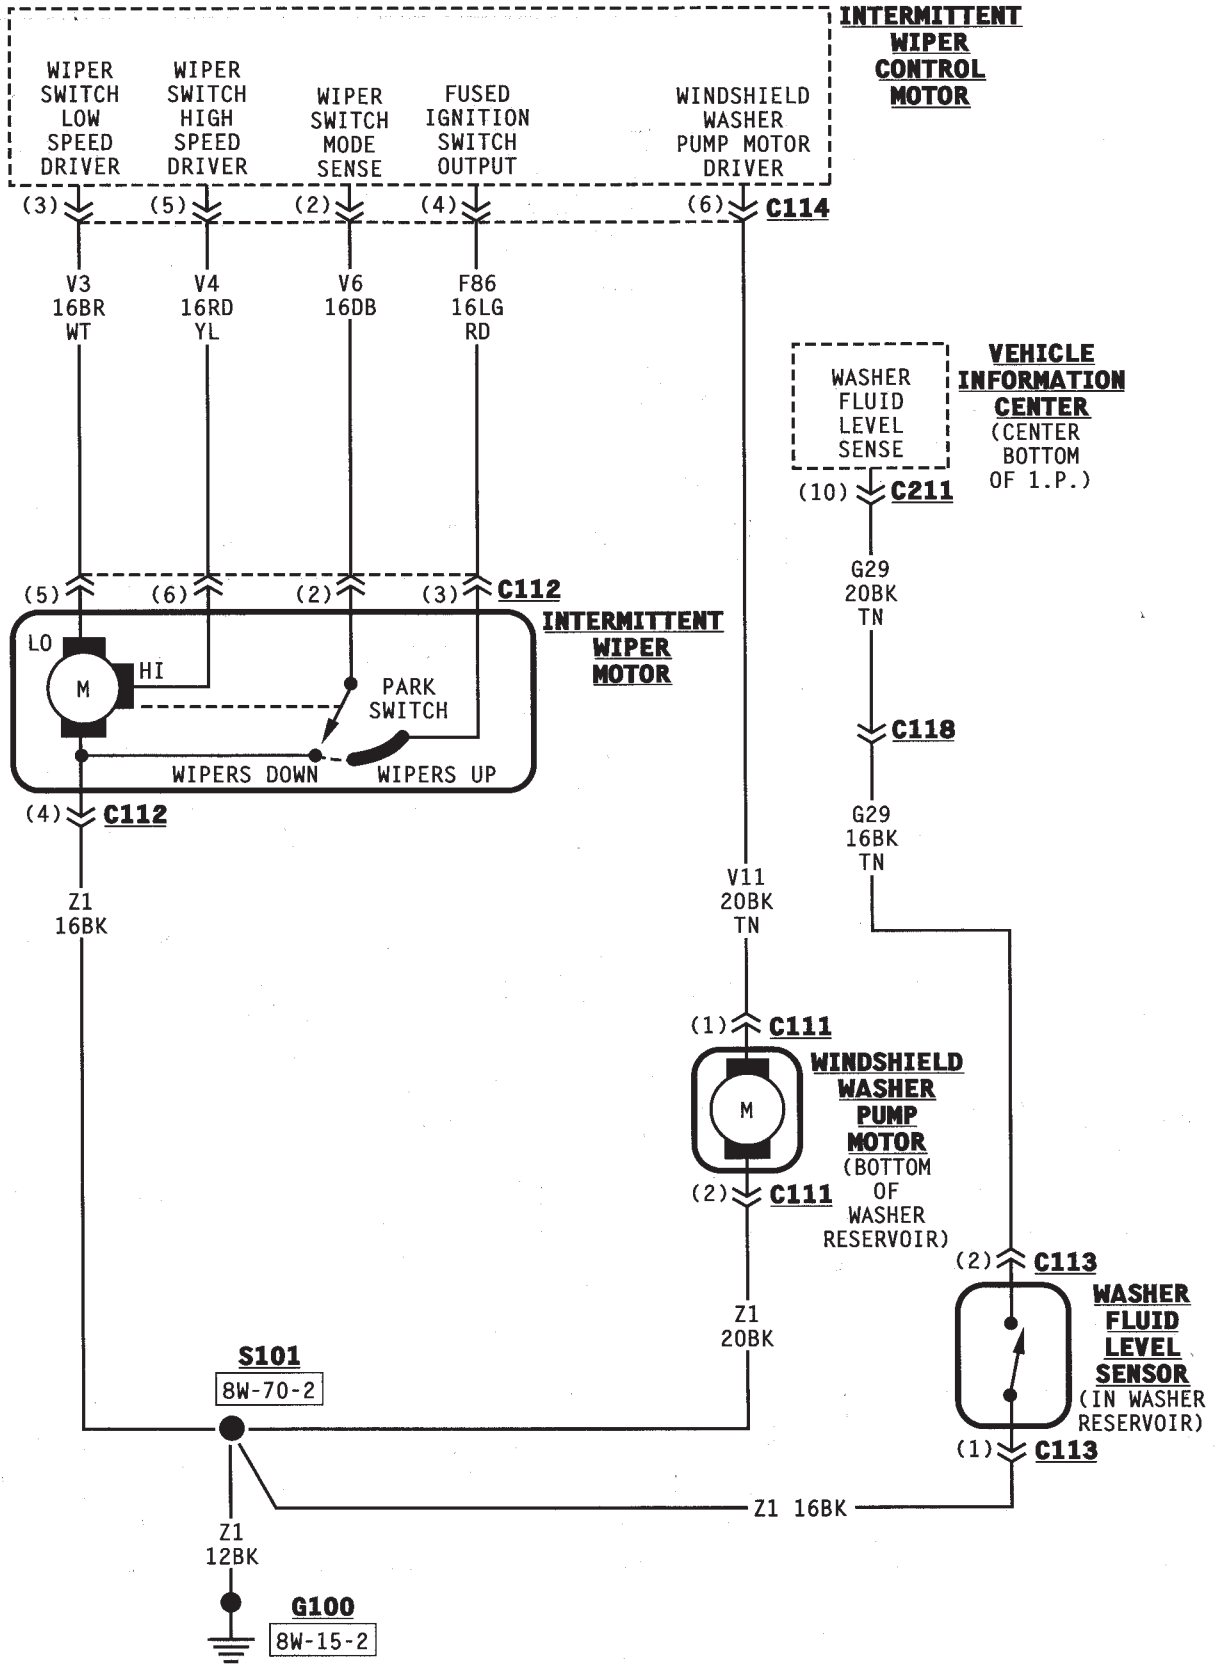 INTERMITTENT
WIPER
CONTROL
MOTOR
WIPER
SWITCH
LOW
SPEED
DRIVER
WIPER
SWITCH
HIGH
SPEED
DRIVER
WIPER
SWITCH
MODE
SENSE
FUSED
IGNITION
SWITCH
OUTPUT
WINDSHIELD
WASHER
PUMP MOTOR
DRIVER
(3)
(5)
(2)
(4)
(6)
C114
V3
16BR
WT
V4
16RD
YL
V6
16DB
F86
16LG
RD
WASHER
FLUID
LEVEL
SENSE
VEHICLE
INFORMATION
CENTER
(CENTER
BOTTOM
OF 1.P.)
(10)
C211
G29
20BK
TN
(5)
(6)
(2)
(3)
C112
INTERMITTENT
WIPER
MOTOR
LO
HI
M
PARK
SWITCH
WIPERS DOWN
WIPERS UP
(4)
C112
C118
G29
16BK
TN
Z1
16BK
V11
20BK
TN
(1)
C111
WINDSHIELD
WASHER
PUMP
MOTOR
(BOTTOM
OF
WASHER
RESERVOIR)
M
(2)
C111
Z1
20BK
(2)
C113
WASHER
FLUID
LEVEL
SENSOR
(IN WASHER
RESERVOIR)
(1)
C113
S101
8W-70-2
Z1 16BK
Z1
12BK
G100
8W-15-2